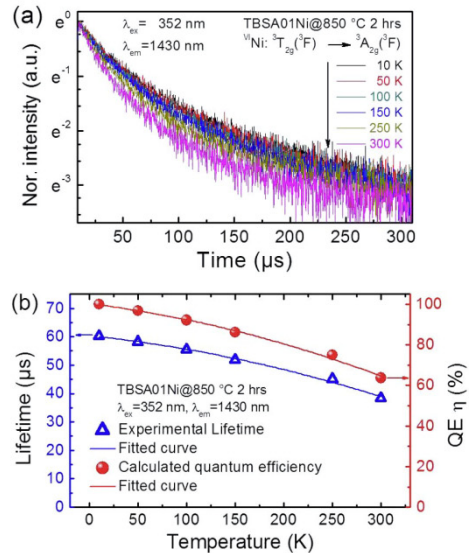 (a)
λex = 352 nm
λem=1430 nm
TBSA01Ni@850 °C 2 hrs
VINi: 3T2g(3F) → 3A2g(3F)
10 K
50 K
100 K
150 K
250 K
300 K
Nor. intensity (a.u.)
e0
e-1
e-2
e-3
50 100 150 200 250 300
Time (µs)
(b)
70
60
50
40
30
20
10
0
Lifetime (µs)
100
80
60
40
20
0
QE η (%)
TBSA01Ni@850 °C 2 hrs
λex=352 nm, λem=1430 nm
Experimental Lifetime
Fitted curve
Calculated quantum efficiency
Fitted curve
0 50 100 150 200 250 300
Temperature (K)